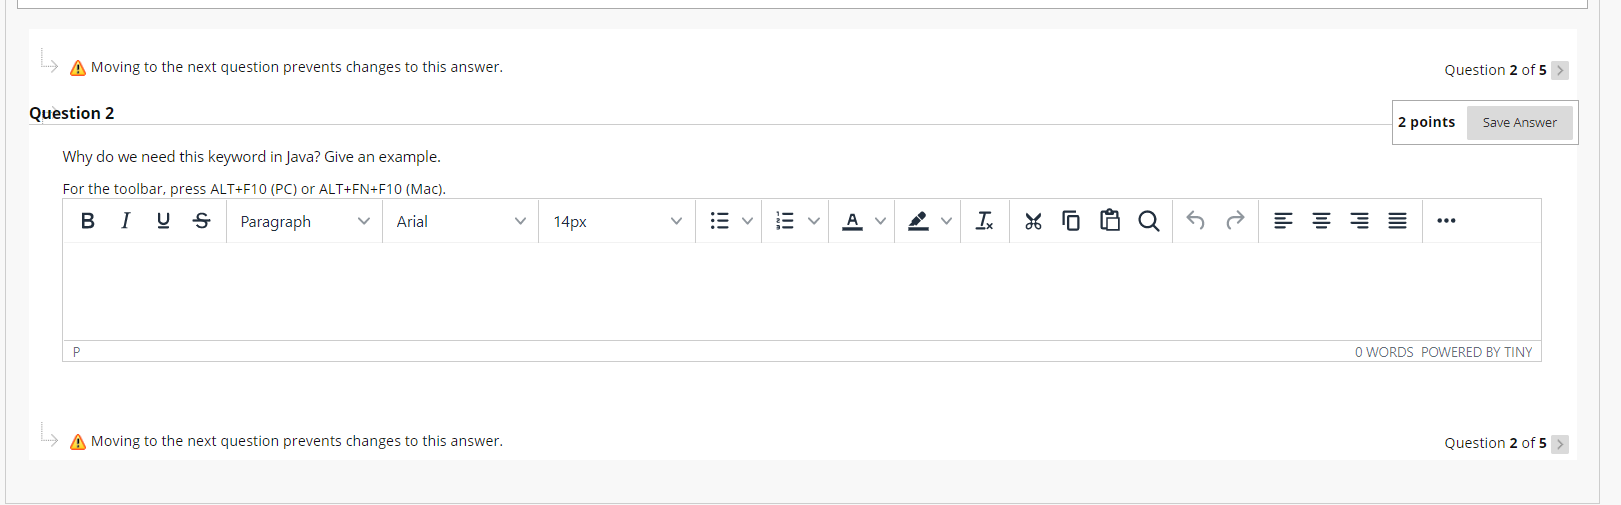 Moving to the next question prevents changes to this answer.
Question 2 of 5
Question 2
2 points
Save Answer
Why do we need this keyword in Java? Give an example.
For the toolbar, press ALT+F10 (PC) or ALT+FN+F10 (Mac).
B I U S Paragraph Arial 14px A
P
0 WORDS POWERED BY TINY
Moving to the next question prevents changes to this answer.
Question 2 of 5